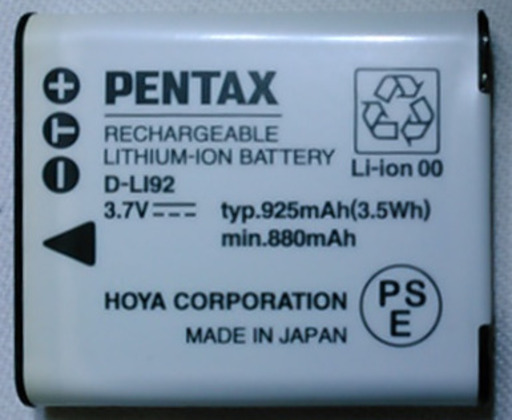 PENTAX
RECHARGEABLE
LITHIUM-ION BATTERY
Li-ion 00
D-LI92
3.7V typ.925mAh(3.5Wh)
min.880mAh
HOYA CORPORATION
MADE IN JAPAN
PS
E
+
T
−